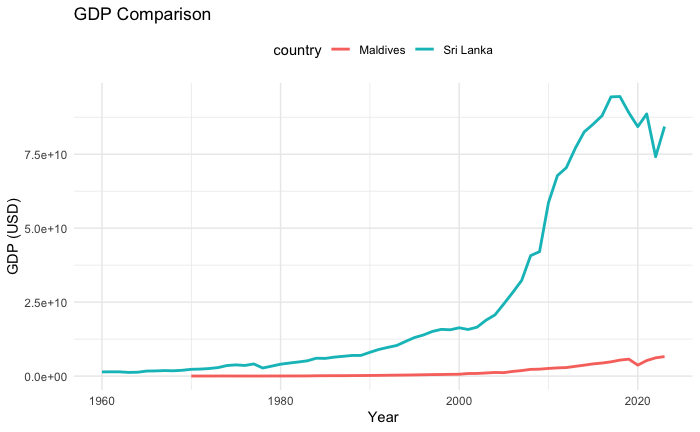 GDP Comparison
country Maldives Sri Lanka
7.5e+10
5.0e+10
2.5e+10
0.0e+00
GDP (USD)
1960 1980 2000 2020
Year